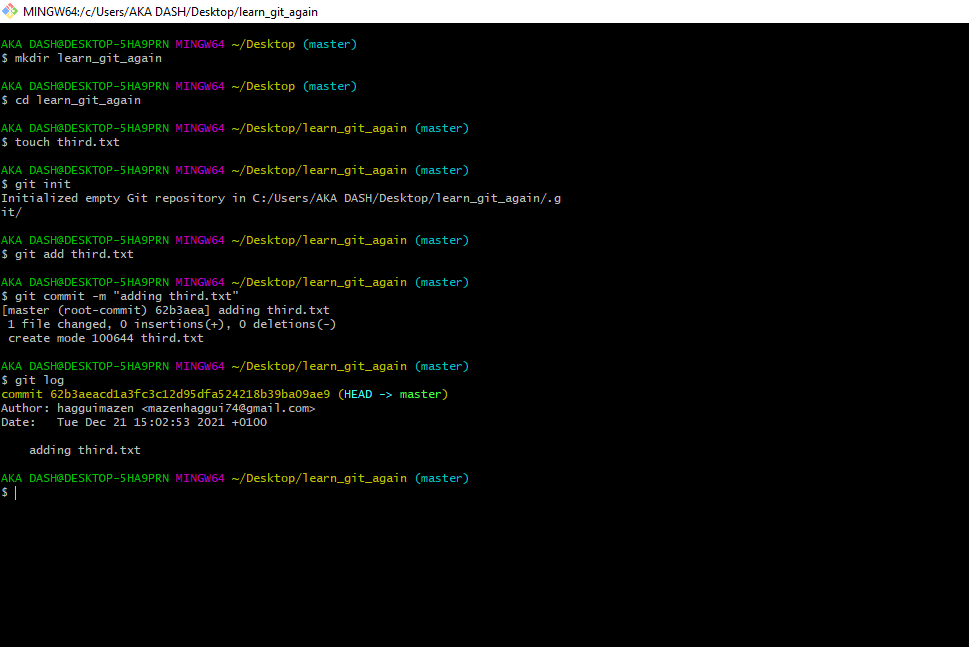 MINGW64:/c/Users/AKA DASH/Desktop/learn_git_again
AKA DASH@DESKTOP-5HA9PRN MINGW64 ~/Desktop (master)
$ mkdir learn_git_again
AKA DASH@DESKTOP-5HA9PRN MINGW64 ~/Desktop (master)
$ cd learn_git_again
AKA DASH@DESKTOP-5HA9PRN MINGW64 ~/Desktop/learn_git_again (master)
$ touch third.txt
AKA DASH@DESKTOP-5HA9PRN MINGW64 ~/Desktop/learn_git_again (master)
$ git init
Initialized empty Git repository in C:/Users/AKA DASH/Desktop/learn_git_again/.g
it/
AKA DASH@DESKTOP-5HA9PRN MINGW64 ~/Desktop/learn_git_again (master)
$ git add third.txt
AKA DASH@DESKTOP-5HA9PRN MINGW64 ~/Desktop/learn_git_again (master)
$ git commit -m "adding third.txt"
[master (root-commit) 62b3aea] adding third.txt
 1 file changed, 0 insertions(+), 0 deletions(-)
 create mode 100644 third.txt
AKA DASH@DESKTOP-5HA9PRN MINGW64 ~/Desktop/learn_git_again (master)
$ git log
commit 62b3aeacd1a3fc3c12d95dfa524218b39ba09ae9 (HEAD -> master)
Author: hagguimazen <mazenhaggui74@gmail.com>
Date:   Tue Dec 21 15:02:53 2021 +0100
    adding third.txt
AKA DASH@DESKTOP-5HA9PRN MINGW64 ~/Desktop/learn_git_again (master)
$